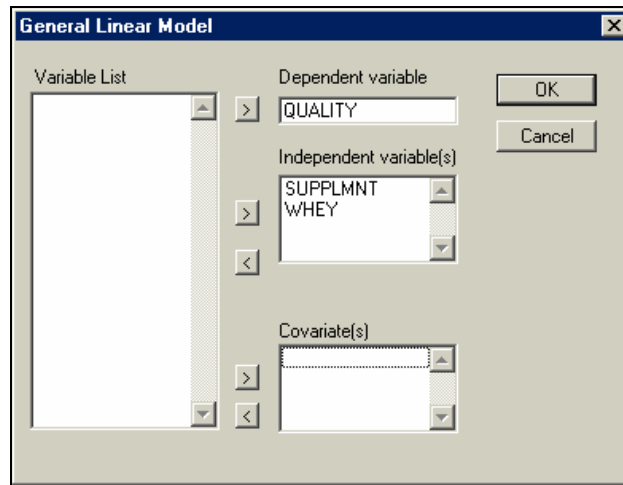 General Linear Model
Variable List
Dependent variable
OK
>
QUALITY
Cancel
Independent variable(s)
SUPPLMNT
WHEY
>
<
Covariate(s)
>
<